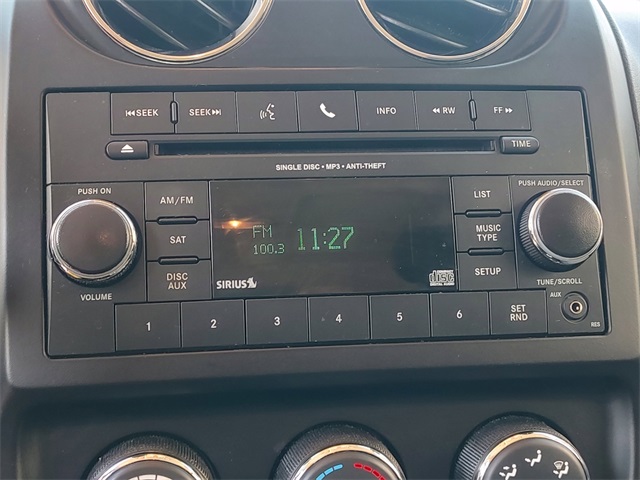 SEEK SEEK INFO RW FF
TIME
SINGLE DISC • MP3 • ANTI-THEFT
PUSH ON
VOLUME
AM/FM
SAT
DISC
AUX
FM
100.3 11:27
SIRIUS
disc
LIST
MUSIC
TYPE
SETUP
PUSH AUDIO/SELECT
TUNE/SCROLL
AUX
RES
1 2 3 4 5 6 SET
RND